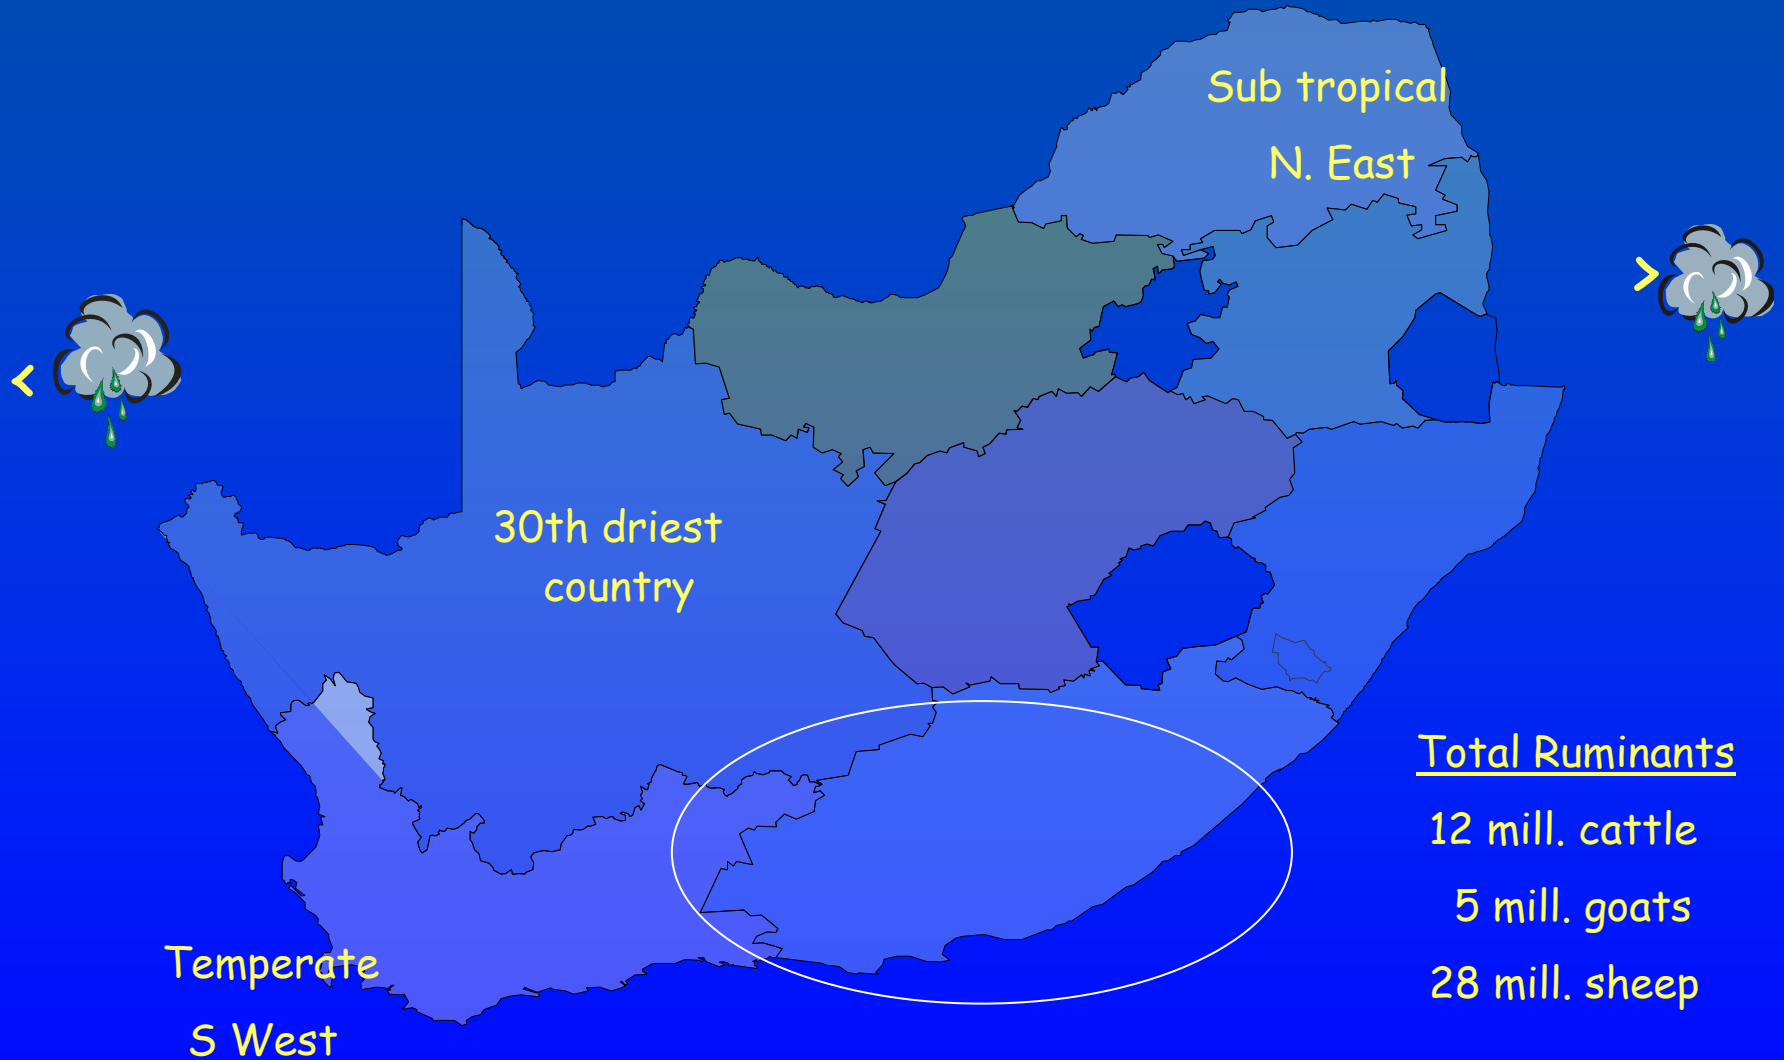 Sub tropical
N. East
>
<
30th driest
country
Total Ruminants
12 mill. cattle
5 mill. goats
28 mill. sheep
Temperate
S West